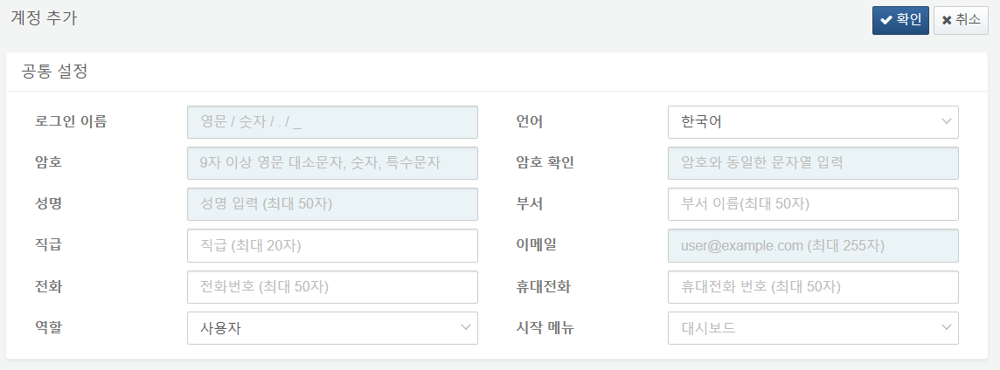 계정 추가
확인 취소
공통 설정
로그인 이름 영문 / 숫자 / . / _ 언어 한국어
암호 9자 이상 영문 대소문자, 숫자, 특수문자 암호 확인 암호와 동일한 문자열 입력
성명 성명 입력 (최대 50자) 부서 부서 이름(최대 50자)
직급 직급 (최대 20자) 이메일 user@example.com (최대 255자)
전화 전화번호 (최대 50자) 휴대전화 휴대전화 번호 (최대 50자)
역할 사용자 시작 메뉴 대시보드